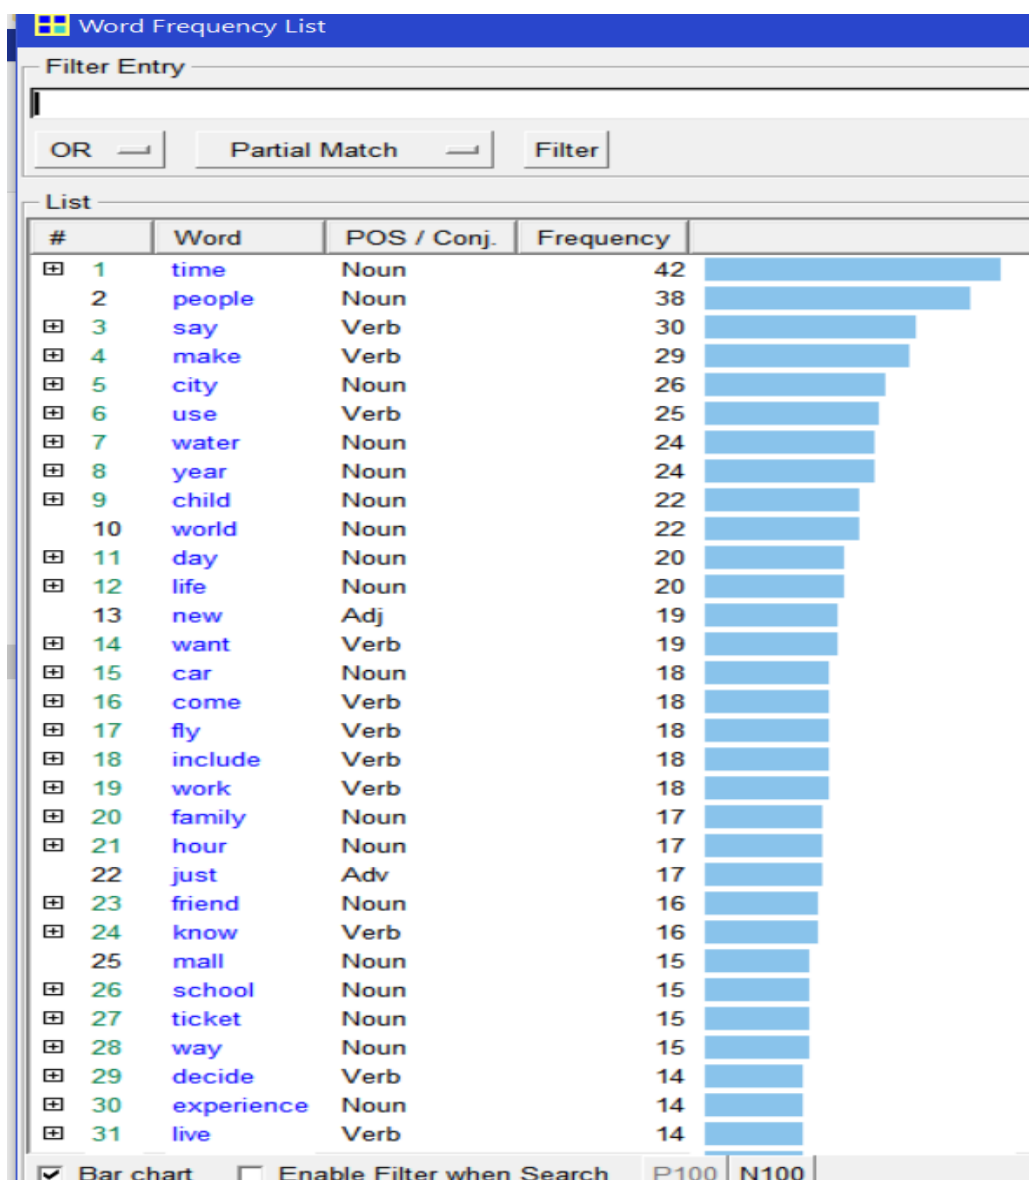 Word Frequency List
Filter Entry
OR Partial Match Filter
List
# Word POS / Conj. Frequency
1 time Noun 42
2 people Noun 38
3 say Verb 30
4 make Verb 29
5 city Noun 26
6 use Verb 25
7 water Noun 24
8 year Noun 24
9 child Noun 22
10 world Noun 22
11 day Noun 20
12 life Noun 20
13 new Adj 19
14 want Verb 19
15 car Noun 18
16 come Verb 18
17 fly Verb 18
18 include Verb 18
19 work Verb 18
20 family Noun 17
21 hour Noun 17
22 just Adv 17
23 friend Noun 16
24 know Verb 16
25 mall Noun 15
26 school Noun 15
27 ticket Noun 15
28 way Noun 15
29 decide Verb 14
30 experience Noun 14
31 live Verb 14
Bar chart Enable Filter when Search P100 N100